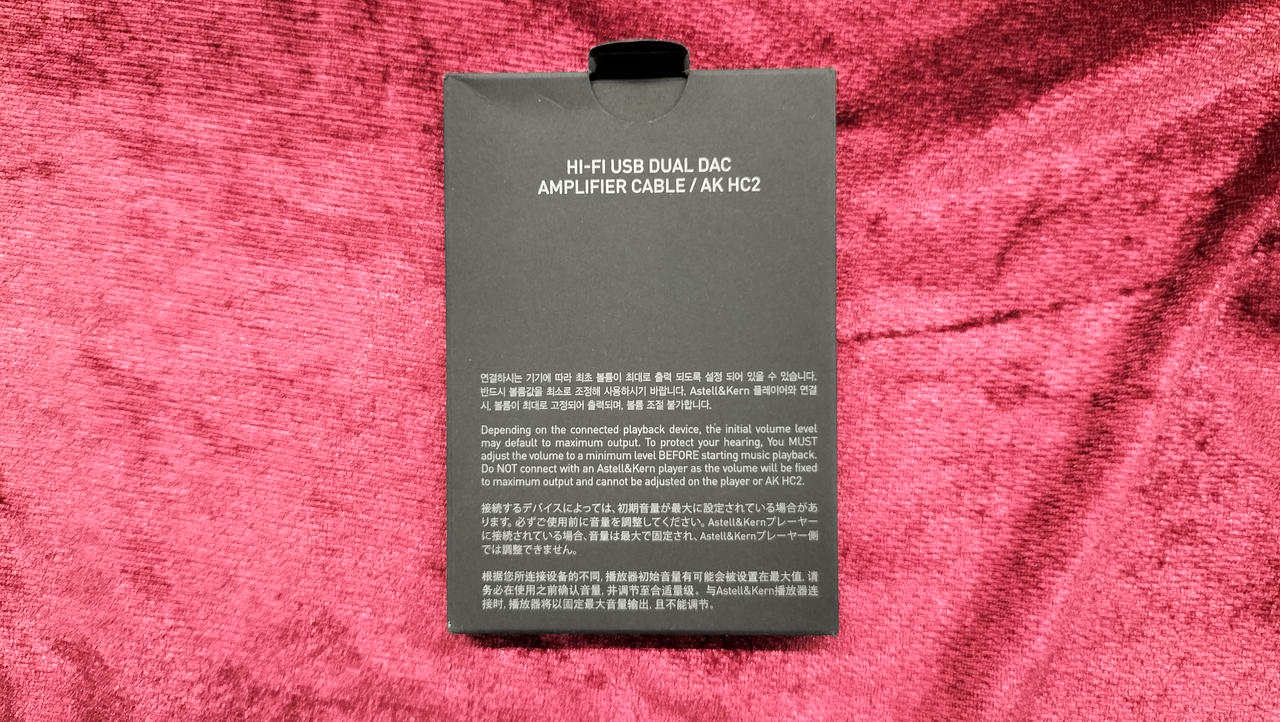 HI-FI USB DUAL DAC
AMPLIFIER CABLE / AK HC2
연결하시는 기기에 따라 최초 볼륨이 최대로 출력 되도록 설정 되어 있을 수 있습니다.
반드시 볼륨값을 최소로 조정해 사용하시기 바랍니다. Astell&Kern 플레이어와 연결
시, 볼륨이 최대로 고정되어 출력되며, 볼륨 조절 불가합니다.
Depending on the connected playback device, the initial volume level
may default to maximum output. To protect your hearing, You MUST
adjust the volume to a minimum level BEFORE starting music playback.
Do NOT connect with an Astell&Kern player as the volume will be fixed
to maximum output and cannot be adjusted on the player or AK HC2.
接続するデバイスによっては、初期音量が最大に設定されている場合があ
ります。必ずご使用前に音量を調整してください。Astell&Kernプレーヤー
に接続されている場合、音量は最大で固定され、Astell&Kernプレーヤー側
では調整できません。
根据您所连接设备的不同, 播放器初始音量有可能会被设置在最大值, 请
务必在使用之前确认音量, 并调节至合适量级。与Astell&Kern播放器连
接时, 播放器将以固定最大音量输出, 且不能调节。